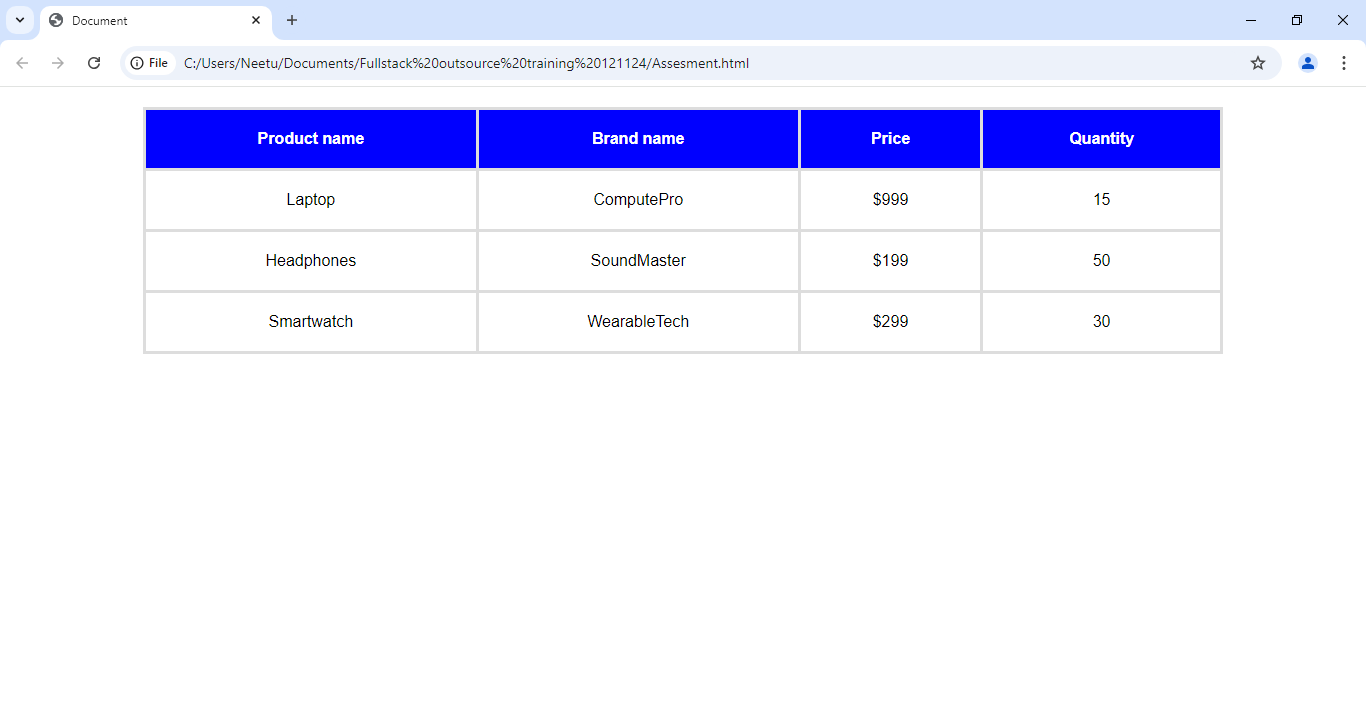 Document
File C:/Users/Neetu/Documents/Fullstack%20outsource%20training%20121124/Assesment.html
Product name Brand name Price Quantity
Laptop ComputePro $999 15
Headphones SoundMaster $199 50
Smartwatch WearableTech $299 30